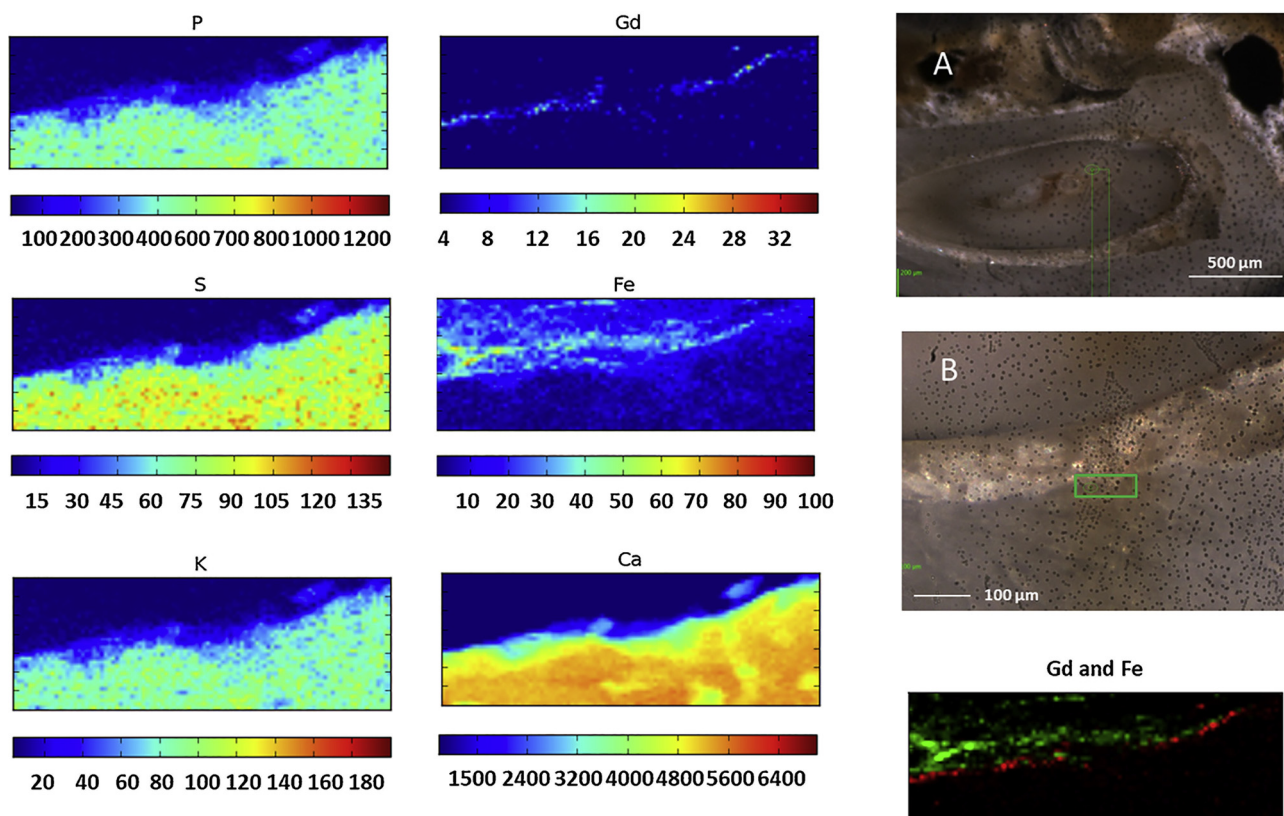 P
100 200 300 400 600 700 800 1000 1200
Gd
4 8 12 16 20 24 28 32
S
15 30 45 60 75 90 105 120 135
Fe
10 20 30 40 50 60 70 80 90 100
K
20 40 60 80 100 120 140 160 180
Ca
1500 2400 3200 4000 4800 5600 6400
A
200 µm
500 µm
B
100 µm
Gd and Fe